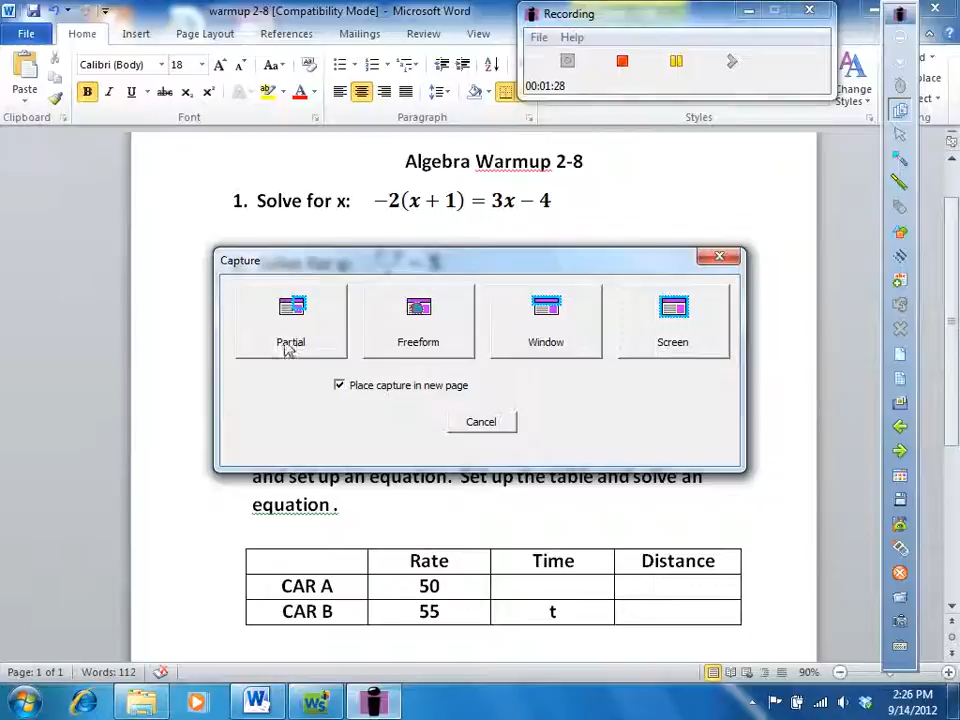 warmup 2-8 [Compatibility Mode] - Microsoft Word
Recording
File Home Insert Page Layout References Mailings Review View
File Help
00:01:28
Calibri (Body) 18
Paste
B I U abc x₂ x²
Change
Styles
Clipboard Font Paragraph Styles
Algebra Warmup 2-8
1. Solve for x: −2(x + 1) = 3x − 4
Capture
Partial Freeform Window Screen
Place capture in new page
Cancel
and set up an equation. Set up the table and solve an
equation .
Rate Time Distance
CAR A 50
CAR B 55 t
Page: 1 of 1 Words: 112 90%
2:26 PM
9/14/2012